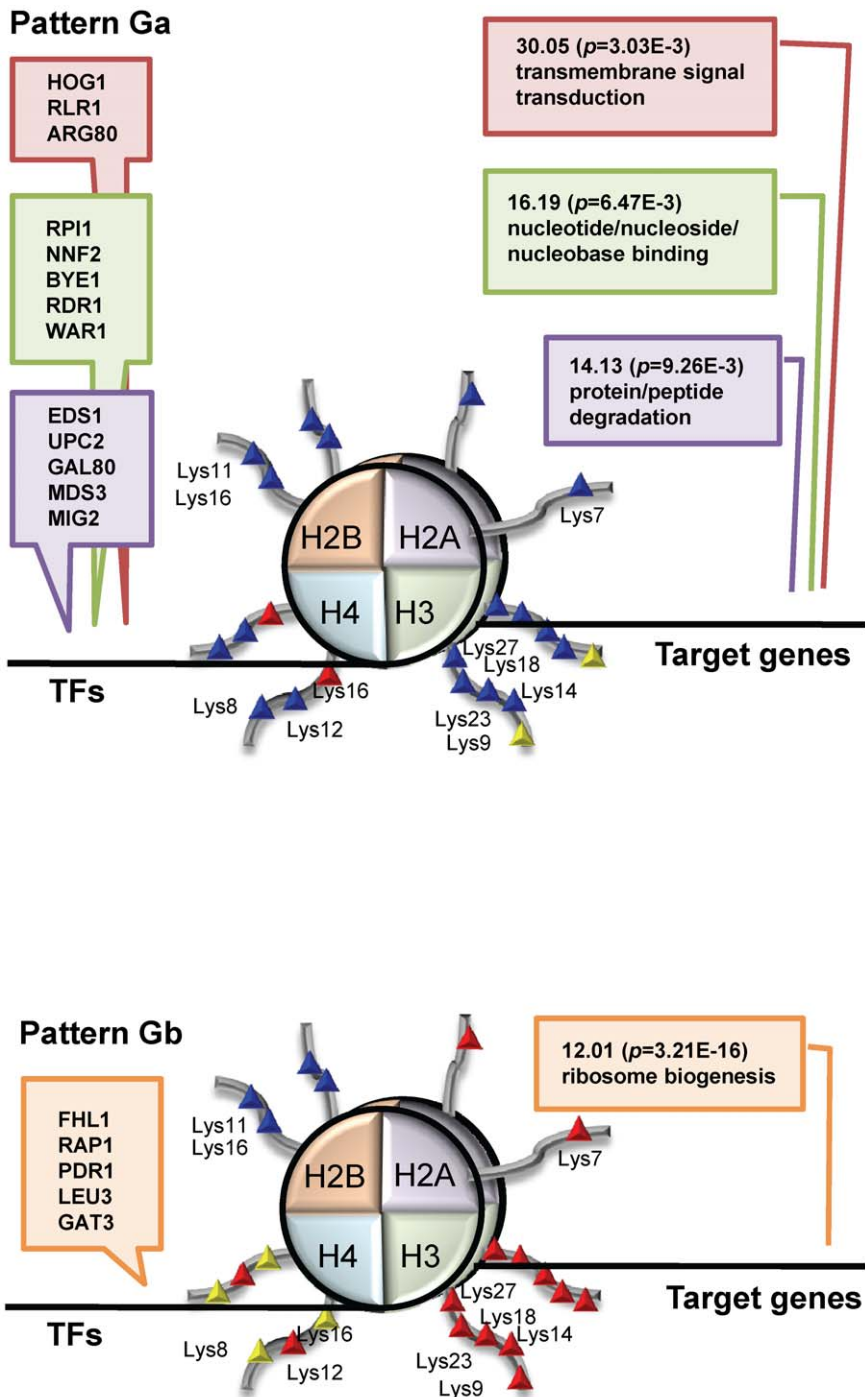 Pattern Ga
HOG1
RLR1
ARG80
30.05 (p=3.03E-3)
transmembrane signal
transduction
RPI1
NNF2
BYE1
RDR1
WAR1
16.19 (p=6.47E-3)
nucleotide/nucleoside/
nucleobase binding
EDS1
UPC2
GAL80
MDS3
MIG2
14.13 (p=9.26E-3)
protein/peptide
degradation
Lys11
Lys16
Lys7
H2B
H2A
H4
H3
Lys27
Lys18
Lys14
Lys23
Lys9
Lys16
Lys8
Lys12
TFs
Target genes
Pattern Gb
FHL1
RAP1
PDR1
LEU3
GAT3
12.01 (p=3.21E-16)
ribosome biogenesis
Lys11
Lys16
Lys7
H2B
H2A
H4
H3
Lys27
Lys18
Lys14
Lys23
Lys9
Lys16
Lys8
Lys12
TFs
Target genes